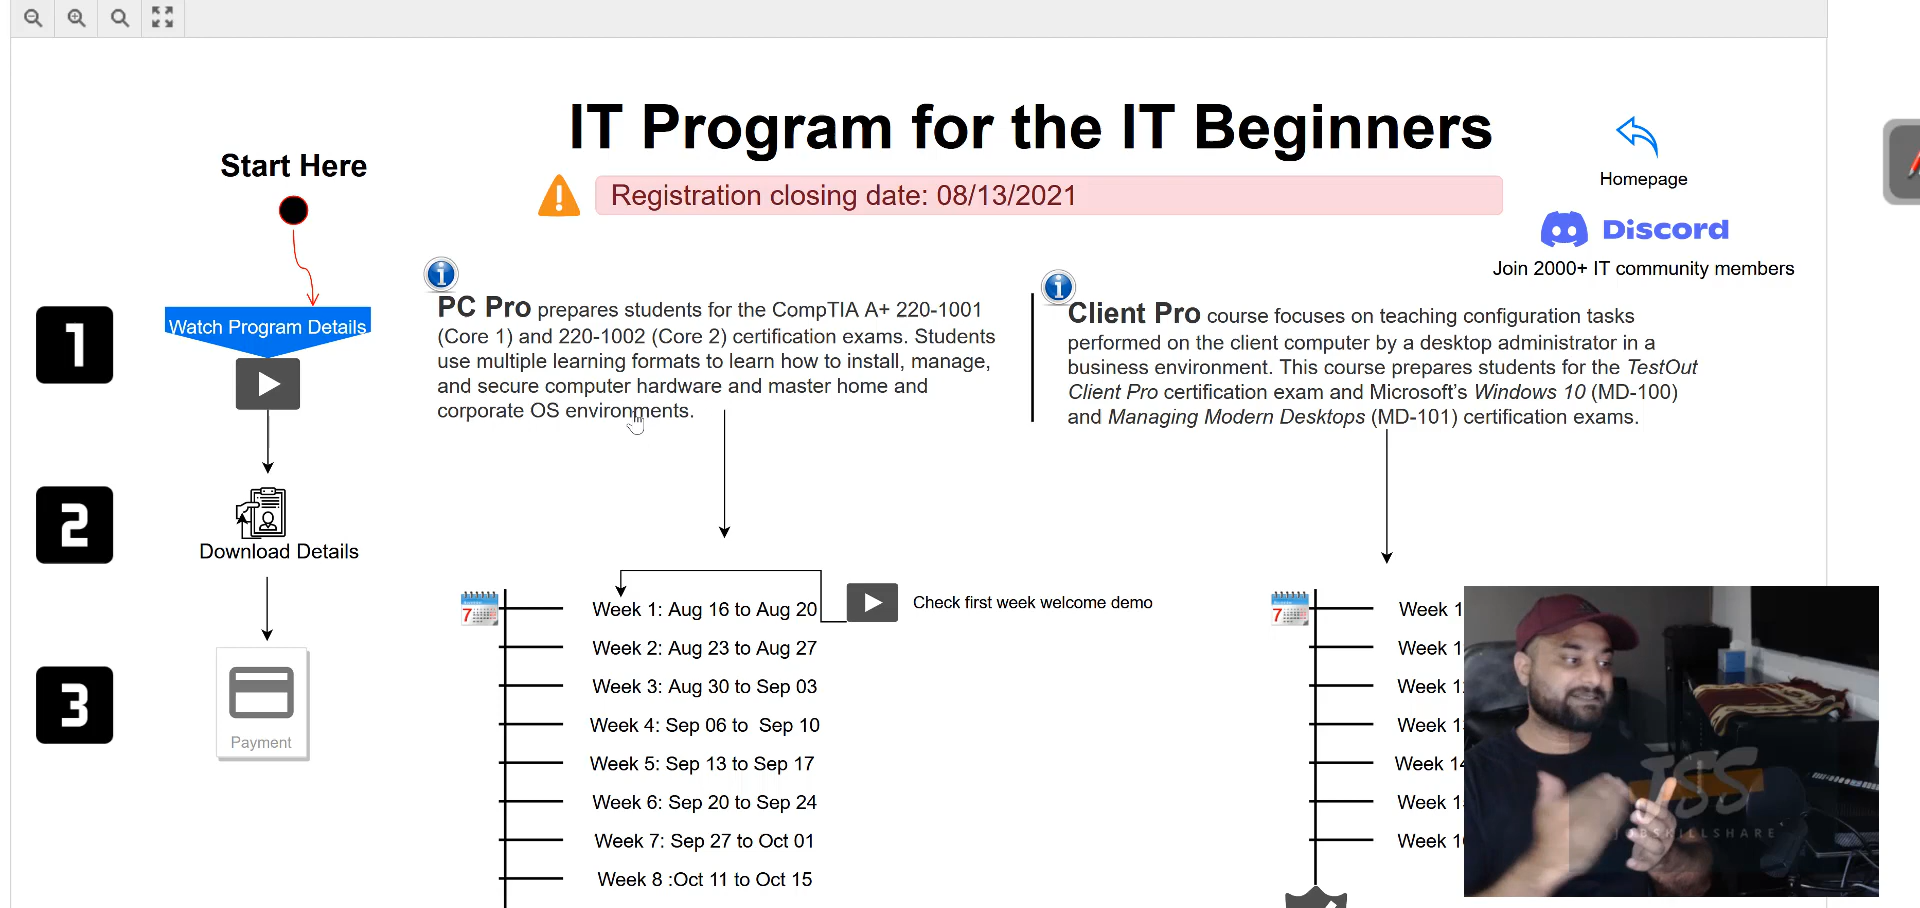 IT Program for the IT Beginners
Start Here
Registration closing date: 08/13/2021
Homepage
Discord
Join 2000+ IT community members
1
Watch Program Details
PC Pro prepares students for the CompTIA A+ 220-1001
(Core 1) and 220-1002 (Core 2) certification exams. Students
use multiple learning formats to learn how to install, manage,
and secure computer hardware and master home and
corporate OS environments.
Client Pro course focuses on teaching configuration tasks
performed on the client computer by a desktop administrator in a
business environment. This course prepares students for the TestOut
Client Pro certification exam and Microsoft's Windows 10 (MD-100)
and Managing Modern Desktops (MD-101) certification exams.
2
Download Details
3
Payment
7
Week 1: Aug 16 to Aug 20
Check first week welcome demo
Week 2: Aug 23 to Aug 27
Week 3: Aug 30 to Sep 03
Week 4: Sep 06 to Sep 10
Week 5: Sep 13 to Sep 17
Week 6: Sep 20 to Sep 24
Week 7: Sep 27 to Oct 01
Week 8 :Oct 11 to Oct 15
7
Week
Week
Week
Week
Week 14
Week
Week
JSS
JOBSKILLSHARE